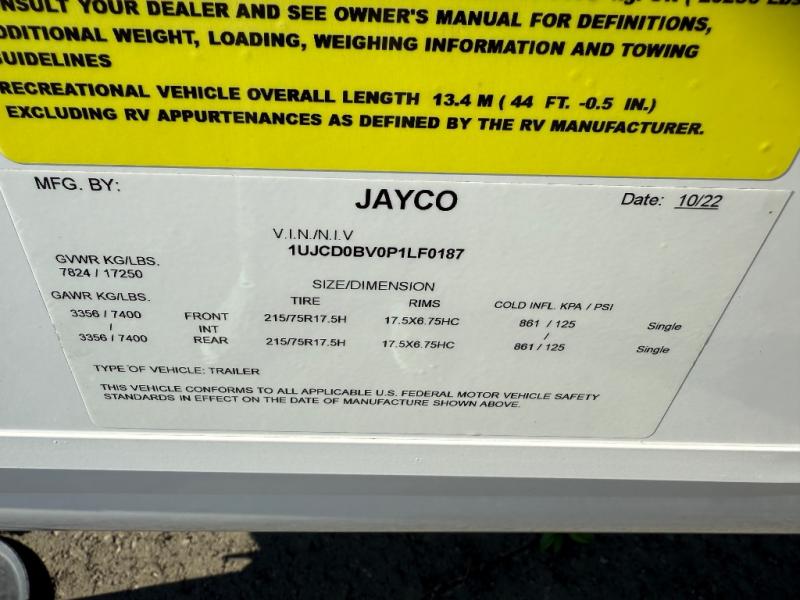 NSULT YOUR DEALER AND SEE OWNER'S MANUAL FOR DEFINITIONS,
DDITIONAL WEIGHT, LOADING, WEIGHING INFORMATION AND TOWING
GUIDELINES
RECREATIONAL VEHICLE OVERALL LENGTH 13.4 M ( 44 FT. -0.5 IN.)
EXCLUDING RV APPURTENANCES AS DEFINED BY THE RV MANUFACTURER.
MFG. BY: JAYCO Date: 10/22
V.I.N./N.I.V
1UJCD0BV0P1LF0187
GVWR KG/LBS.
7824 / 17250
SIZE/DIMENSION
GAWR KG/LBS. TIRE RIMS COLD INFL. KPA / PSI
3356 / 7400 FRONT 215/75R17.5H 17.5X6.75HC 861 / 125 Single
/ INT /
3356 / 7400 REAR 215/75R17.5H 17.5X6.75HC 861 / 125 Single
TYPE OF VEHICLE: TRAILER
THIS VEHICLE CONFORMS TO ALL APPLICABLE U.S. FEDERAL MOTOR VEHICLE SAFETY
STANDARDS IN EFFECT ON THE DATE OF MANUFACTURE SHOWN ABOVE.